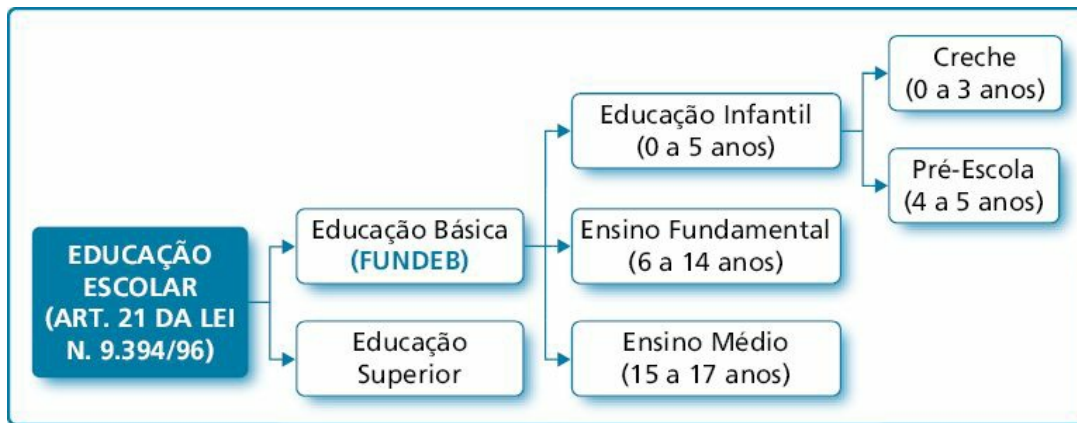 EDUCAÇÃO
ESCOLAR
(ART. 21 DA LEI
N. 9.394/96)
Educação Básica
(FUNDEB)
Educação
Superior
Educação Infantil
(0 a 5 anos)
Ensino Fundamental
(6 a 14 anos)
Ensino Médio
(15 a 17 anos)
Creche
(0 a 3 anos)
Pré-Escola
(4 a 5 anos)